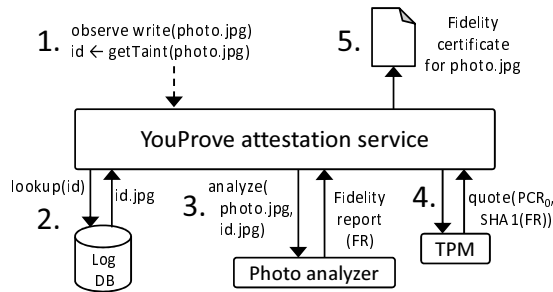 1.
observe write(photo.jpg)
id ← getTaint(photo.jpg)
5.
Fidelity
certificate
for photo.jpg
YouProve attestation service
lookup(id)
2.
id.jpg
Log
DB
3.
analyze(
photo.jpg,
id.jpg)
Fidelity
report
(FR)
Photo analyzer
4.
quote(PCR₀,
SHA1(FR))
TPM